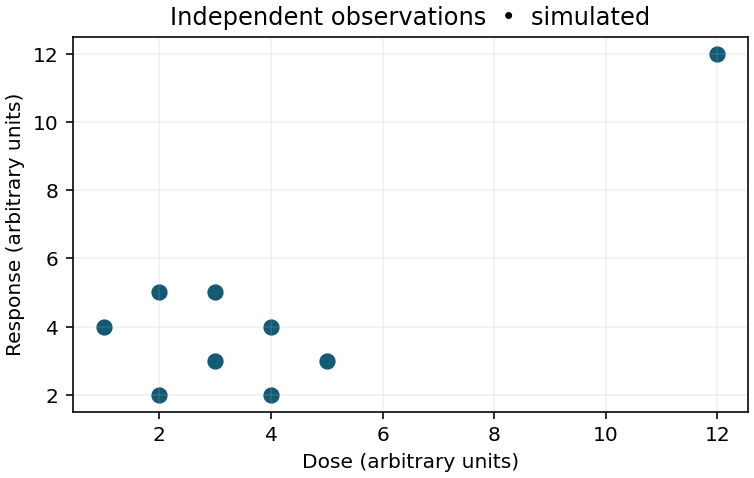 Independent observations • simulated
12
10
8
6
4
2
Response (arbitrary units)
2 4 6 8 10 12
Dose (arbitrary units)